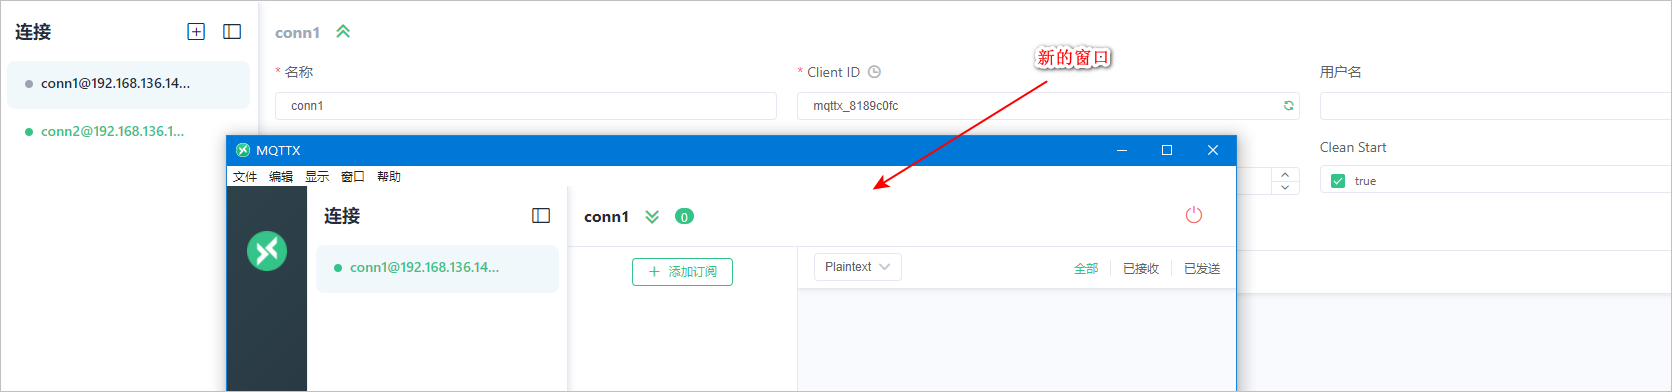 连接
conn1
新的窗口
* 名称
* Client ID
用户名
conn1@192.168.136.14...
conn1
mqttx_8189c0fc
conn2@192.168.136.1...
MQTTX
Clean Start
文件 编辑 显示 窗口 帮助
true
连接
conn1
0
conn1@192.168.136.14...
添加订阅
Plaintext
全部
已接收
已发送